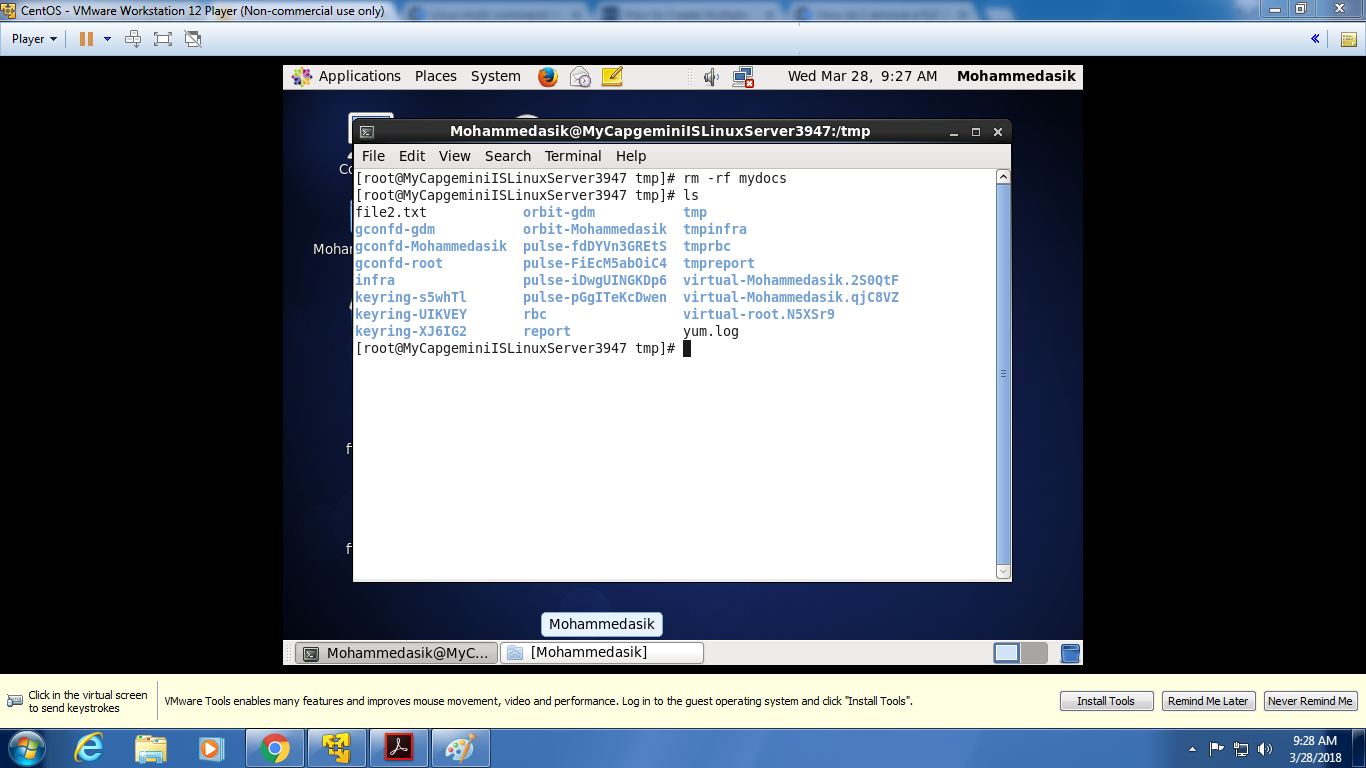 CentOS - VMware Workstation 12 Player (Non-commercial use only)
Player
Applications Places System Wed Mar 28, 9:27 AM Mohammedasik
Mohammedasik@MyCapgeminiISLinuxServer3947:/tmp
File Edit View Search Terminal Help
[root@MyCapgeminiISLinuxServer3947 tmp]# rm -rf mydocs
[root@MyCapgeminiISLinuxServer3947 tmp]# ls
file2.txt orbit-gdm tmp
gconfd-gdm orbit-Mohammedasik tmpinfra
gconfd-Mohammedasik pulse-fdDYVn3GREtS tmprbc
gconfd-root pulse-FiEcM5abOiC4 tmpreport
infra pulse-iDwgUINGKDp6 virtual-Mohammedasik.2S0QtF
keyring-s5whTl pulse-pGgITeKcDwen virtual-Mohammedasik.qjC8VZ
keyring-UIKVEY rbc virtual-root.N5XSr9
keyring-XJ6IG2 report yum.log
[root@MyCapgeminiISLinuxServer3947 tmp]#
Mohammedasik
Mohammedasik@MyC... [Mohammedasik]
Click in the virtual screen
to send keystrokes
VMware Tools enables many features and improves mouse movement, video and performance. Log in to the guest operating system and click "Install Tools".
Install Tools Remind Me Later Never Remind Me
9:28 AM
3/28/2018